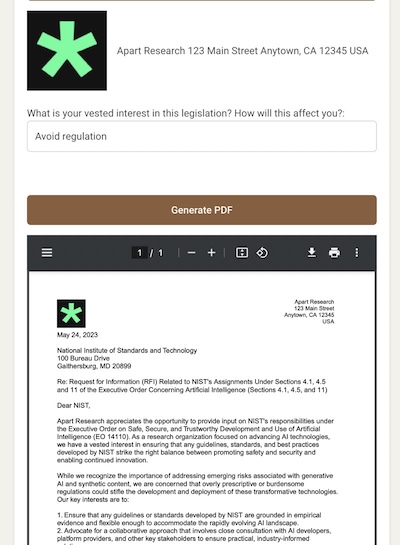 Apart Research 123 Main Street Anytown, CA 12345 USA
What is your vested interest in this legislation? How will this affect you?:
Avoid regulation
Generate PDF
1 / 1
Apart Research
123 Main Street
Anytown, CA 12345
USA
May 24, 2023
National Institute of Standards and Technology
100 Bureau Drive
Gaithersburg, MD 20899
Re: Request for Information (RFI) Related to NIST's Assignments Under Sections 4.1, 4.5
and 11 of the Executive Order Concerning Artificial Intelligence (Sections 4.1, 4.5, and 11)
Dear NIST,
Apart Research appreciates the opportunity to provide input on NIST's responsibilities under
the Executive Order on Safe, Secure, and Trustworthy Development and Use of Artificial
Intelligence (EO 14110). As a research organization focused on advancing AI technologies,
we have a vested interest in ensuring that any guidelines, standards, and best practices
developed by NIST strike the right balance between promoting safety and security and
enabling continued innovation.
While we recognize the importance of addressing emerging risks associated with generative
AI and synthetic content, we are concerned that overly prescriptive or burdensome
regulations could stifle the development and deployment of these transformative technologies.
Our key interests are to:
1. Ensure that any guidelines or standards developed by NIST are grounded in empirical
evidence and flexible enough to accommodate the rapidly evolving AI landscape.
2. Advocate for a collaborative approach that involves close consultation with AI developers,
platform providers, and other key stakeholders to ensure practical, industry-informed